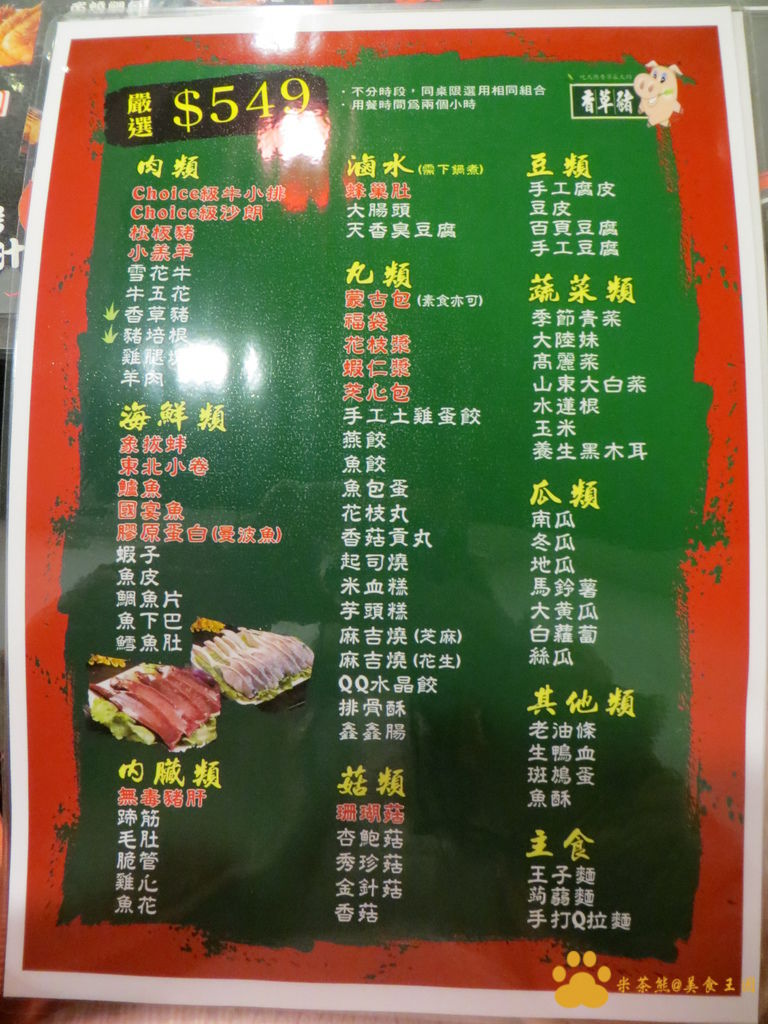 嚴選 $549
·不分時段，同桌限選用相同組合
·用餐時間為兩個小時
香草豬
肉類
Choice級牛小排
Choice級沙朗
松板豬
小羔羊
雪花牛
牛五花
香草豬
豬培根
雞腿塊
羊肉
海鮮類
象拔蚌
東北小卷
鱸魚
國宴魚
膠原蛋白(曼波魚)
蝦子
魚皮
鯛魚片
魚下巴
鱈魚肚
內臟類
無毒豬肝
蹄筋
毛肚
脆管
雞心
魚花
滷水(需下鍋煮)
蜂巢肚
大腸頭
天香臭豆腐
丸類
蒙古包(素食亦可)
福袋
花枝漿
蝦仁漿
芝心包
手工土雞蛋餃
燕餃
魚餃
魚包蛋
花枝丸
香菇貢丸
起司燒
米血糕
芋頭糕
麻吉燒(芝麻)
麻吉燒(花生)
QQ水晶餃
排骨酥
鑫鑫腸
菇類
珊瑚菇
杏鮑菇
秀珍菇
金針菇
香菇
豆類
手工腐皮
豆皮
百頁豆腐
手工豆腐
蔬菜類
季節青菜
大陸妹
高麗菜
山東大白菜
水蓮根
玉米
養生黑木耳
瓜類
南瓜
冬瓜
地瓜
馬鈴薯
大黃瓜
白蘿蔔
絲瓜
其他類
老油條
生鴨血
斑鳩蛋
魚酥
主食
王子麵
蒟蒻麵
手打Q拉麵
米茶熊@美食王國